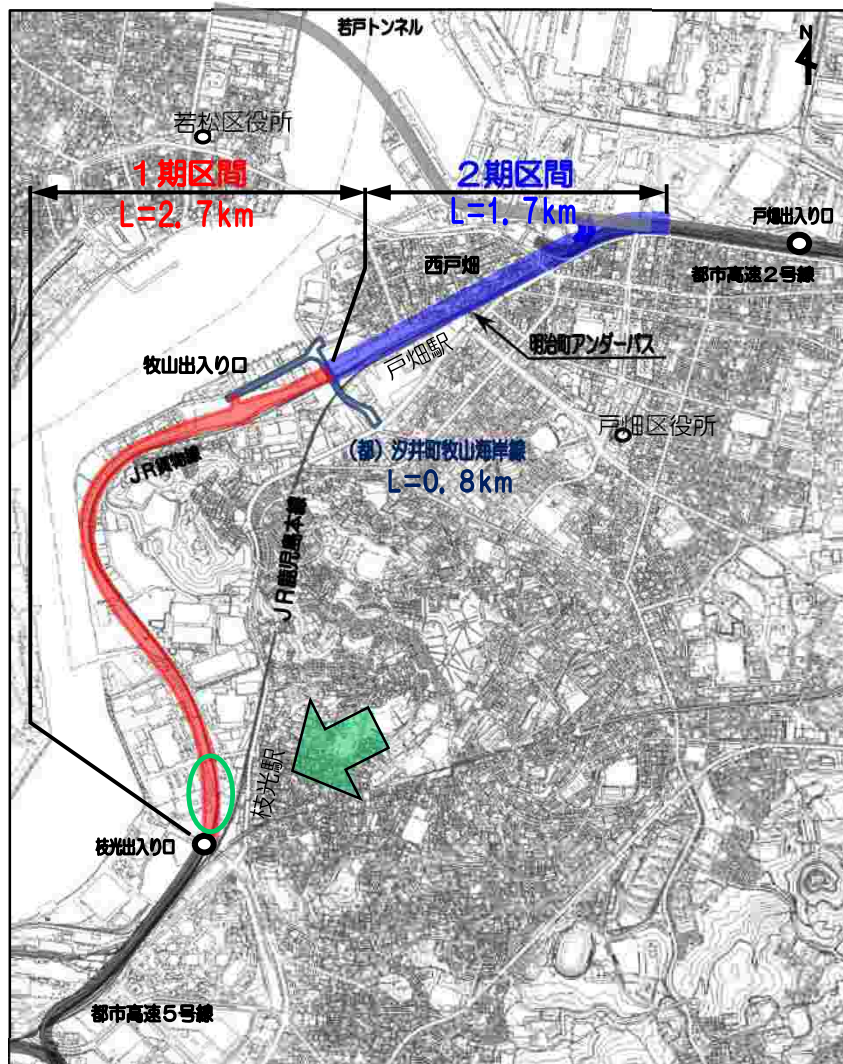 若戸トンネル
N
若松区役所
1期区間
L=2.7km
2期区間
L=1.7km
戸畑出入り口
都市高速2号線
西戸畑
戸畑駅
明治町アンダーパス
牧山出入り口
戸畑区役所
(都)汐井町牧山海岸線
L=0.8km
JR貨物線
JR鹿児島本線
枝光駅
枝光出入り口
都市高速5号線